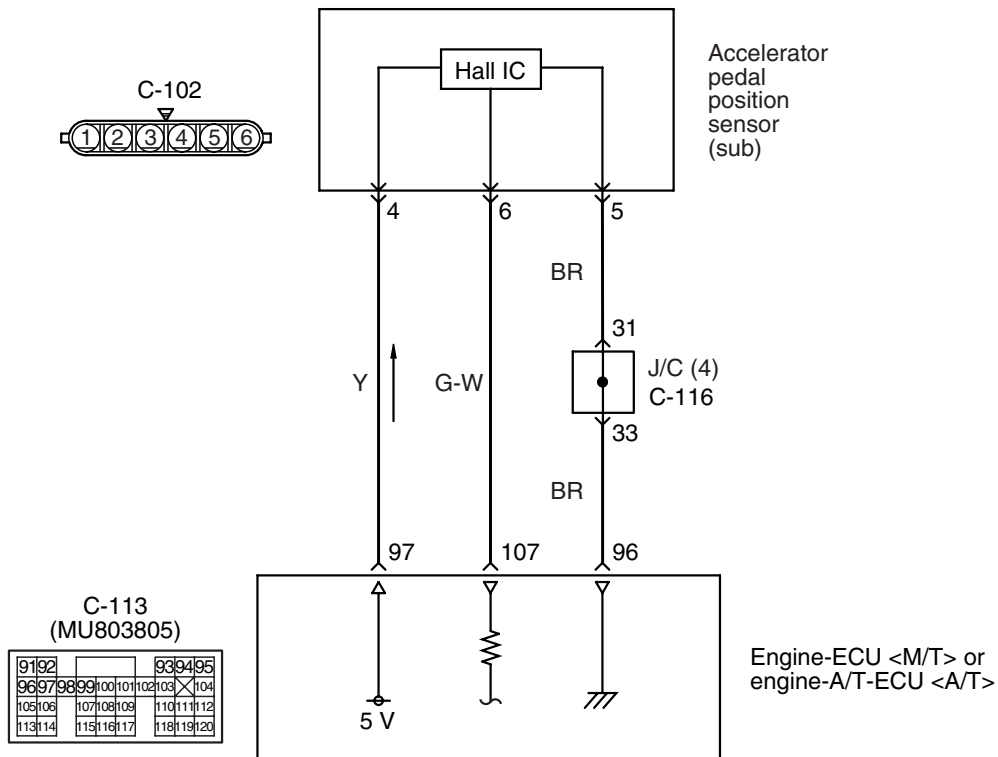 Hall IC
Accelerator
pedal
position
sensor
(sub)
C-102
1 2 3 4 5 6
4 6 5
BR
31
J/C (4)
C-116
Y
G-W
33
BR
97 107 96
C-113
(MU803805)
91 92 93 94 95
96 97 98 99 100 101 102 103 104
105 106 107 108 109 110 111 112
113 114 115 116 117 118 119 120
5 V
Engine-ECU <M/T> or
engine-A/T-ECU <A/T>